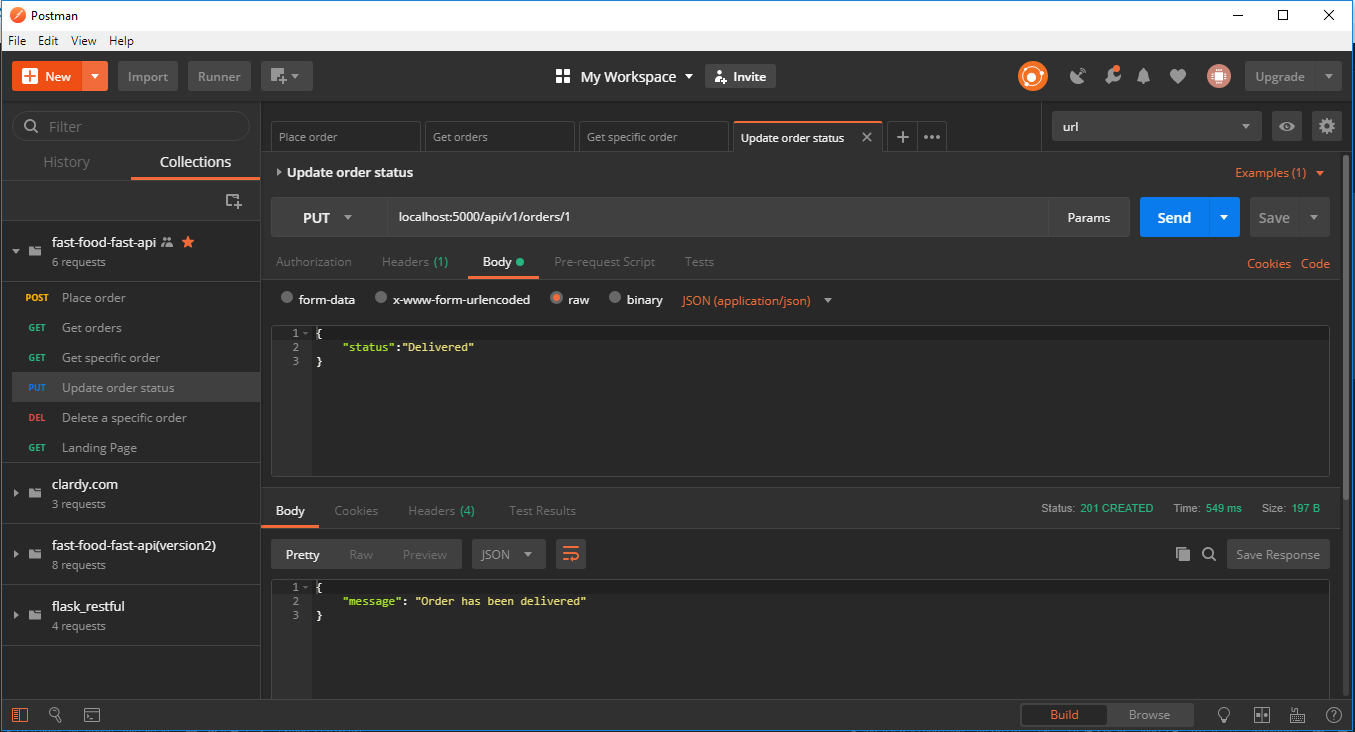 Postman
File Edit View Help
New Import Runner My Workspace Invite Upgrade
Filter
History Collections
fast-food-fast-api
6 requests
POST Place order
GET Get orders
GET Get specific order
PUT Update order status
DEL Delete a specific order
GET Landing Page
clardy.com
3 requests
fast-food-fast-api(version2)
8 requests
flask_restful
4 requests
Place order Get orders Get specific order Update order status
url
Update order status Examples (1)
PUT localhost:5000/api/v1/orders/1 Params Send Save
Authorization Headers (1) Body Pre-request Script Tests Cookies Code
form-data x-www-form-urlencoded raw binary JSON (application/json)
1 {
2 "status":"Delivered"
3 }
Body Cookies Headers (4) Test Results Status: 201 CREATED Time: 549 ms Size: 197 B
Pretty Raw Preview JSON Save Response
1 {
2 "message": "Order has been delivered"
3 }
Build Browse